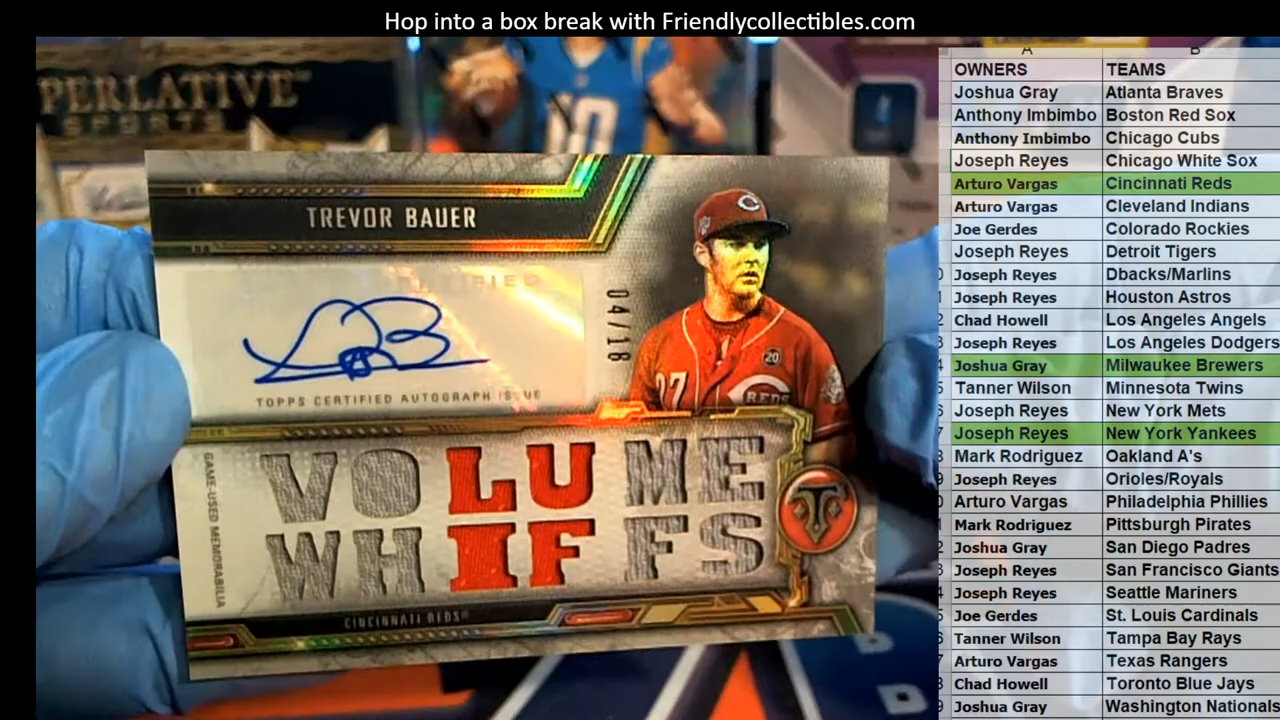 Hop into a box break with Friendlycollectibles.com
PERLATIVE™
SPORTS
10
TREVOR BAUER
04/18
TOPPS CERTIFIED AUTOGRAPH ISSUE
20
27
REDS
GAME-USED MEMORABILIA
VOLUME
WHIFFS
CINCINNATI REDS®
A B
OWNERS TEAMS
Joshua Gray Atlanta Braves
Anthony Imbimbo Boston Red Sox
Anthony Imbimbo Chicago Cubs
Joseph Reyes Chicago White Sox
Arturo Vargas Cincinnati Reds
Arturo Vargas Cleveland Indians
Joe Gerdes Colorado Rockies
Joseph Reyes Detroit Tigers
Joseph Reyes Dbacks/Marlins
Joseph Reyes Houston Astros
Chad Howell Los Angeles Angels
Joseph Reyes Los Angeles Dodgers
Joshua Gray Milwaukee Brewers
Tanner Wilson Minnesota Twins
Joseph Reyes New York Mets
Joseph Reyes New York Yankees
Mark Rodriguez Oakland A's
Joseph Reyes Orioles/Royals
Arturo Vargas Philadelphia Phillies
Mark Rodriguez Pittsburgh Pirates
Joshua Gray San Diego Padres
Joseph Reyes San Francisco Giants
Joseph Reyes Seattle Mariners
Joe Gerdes St. Louis Cardinals
Tanner Wilson Tampa Bay Rays
Arturo Vargas Texas Rangers
Chad Howell Toronto Blue Jays
Joshua Gray Washington Nationals